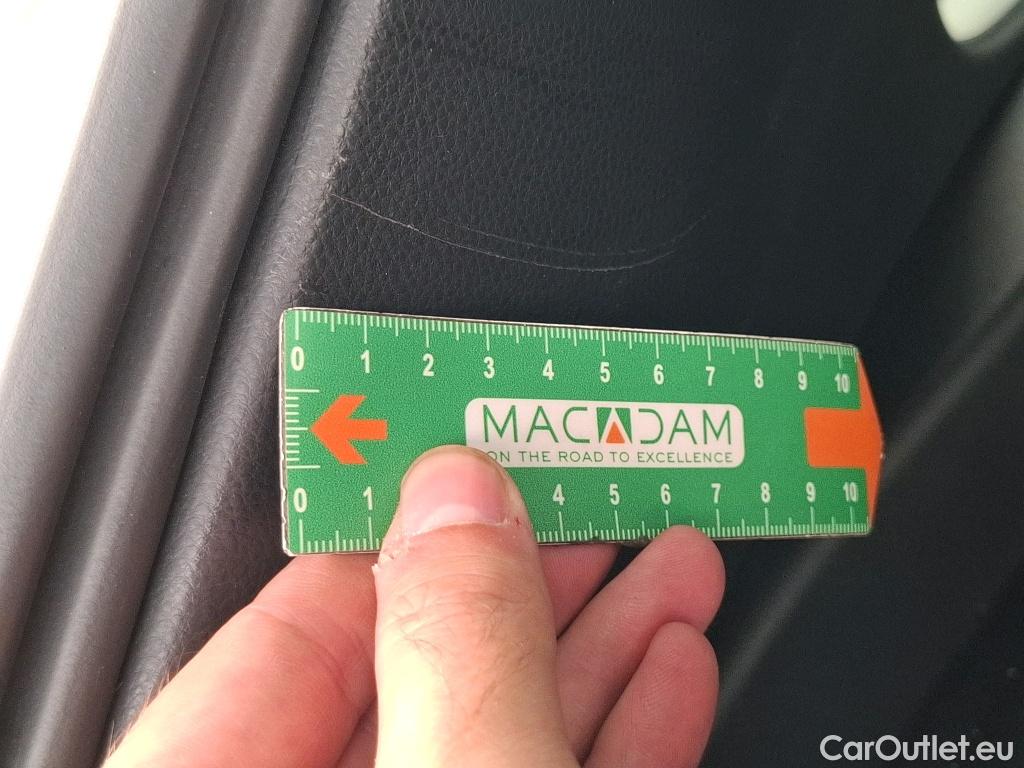 0 1 2 3 4 5 6 7 8 9 10
MACADAM
ON THE ROAD TO EXCELLENCE
0 1 4 5 6 7 8 9 10
CarOutlet.eu